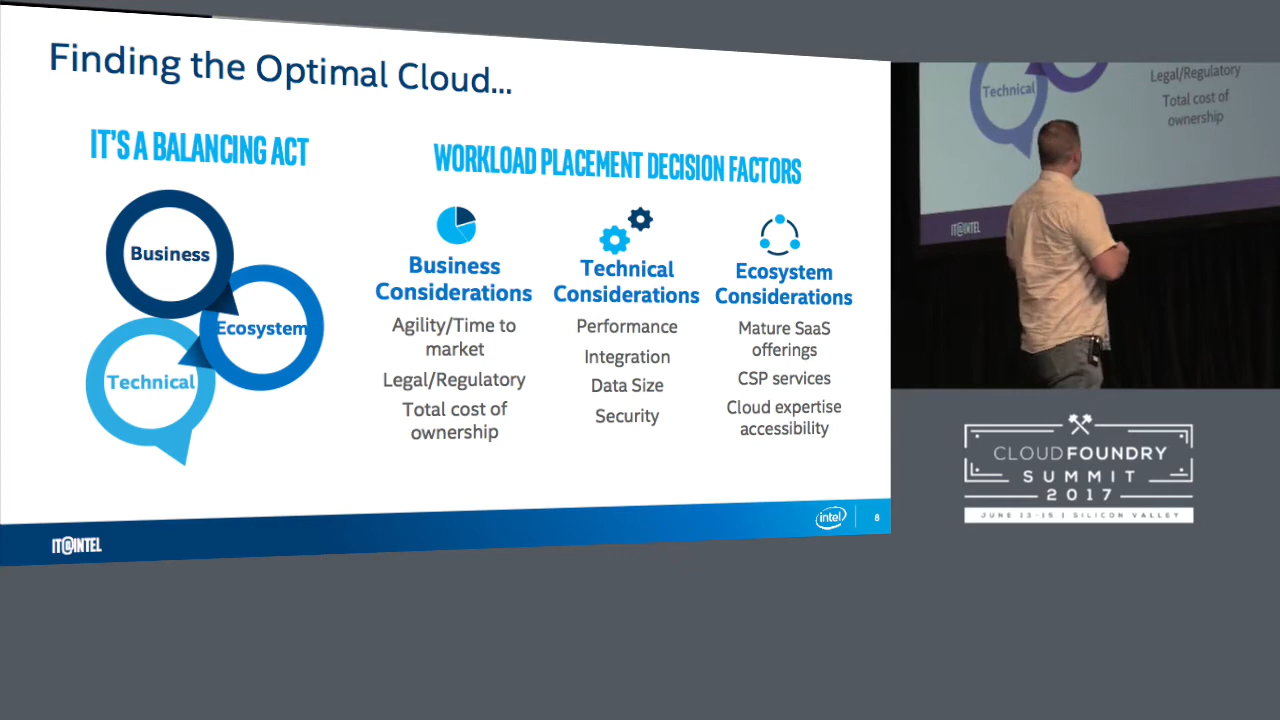 Finding the Optimal Cloud...
IT'S A BALANCING ACT
Business
Ecosystem
Technical
WORKLOAD PLACEMENT DECISION FACTORS
Business
Considerations
Agility/Time to
market
Legal/Regulatory
Total cost of
ownership
Technical
Considerations
Performance
Integration
Data Size
Security
Ecosystem
Considerations
Mature SaaS
offerings
CSP services
Cloud expertise
accessibility
IT@INTEL
intel
8
Technical
Legal/Regulatory
Total cost of
ownership
IT@INTEL
CLOUDFOUNDRY
SUMMIT
2017
JUNE 13-15 | SILICON VALLEY